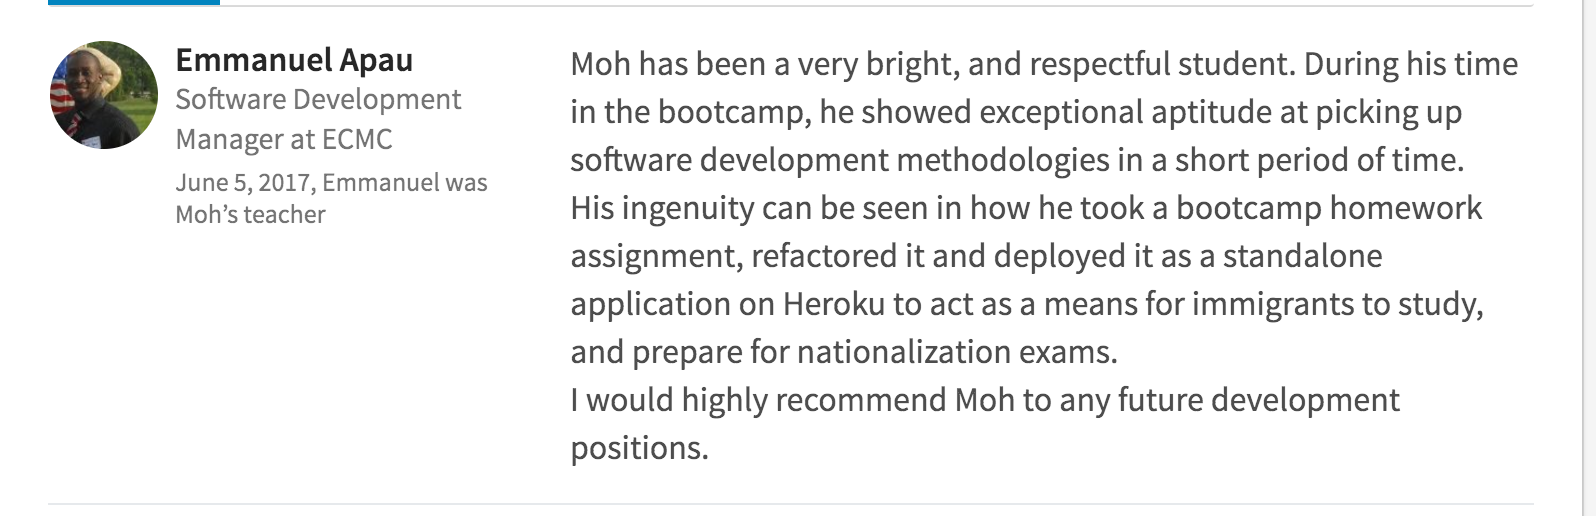 Emmanuel Apau
Software Development
Manager at ECMC
June 5, 2017, Emmanuel was
Moh’s teacher
Moh has been a very bright, and respectful student. During his time
in the bootcamp, he showed exceptional aptitude at picking up
software development methodologies in a short period of time.
His ingenuity can be seen in how he took a bootcamp homework
assignment, refactored it and deployed it as a standalone
application on Heroku to act as a means for immigrants to study,
and prepare for nationalization exams.
I would highly recommend Moh to any future development
positions.